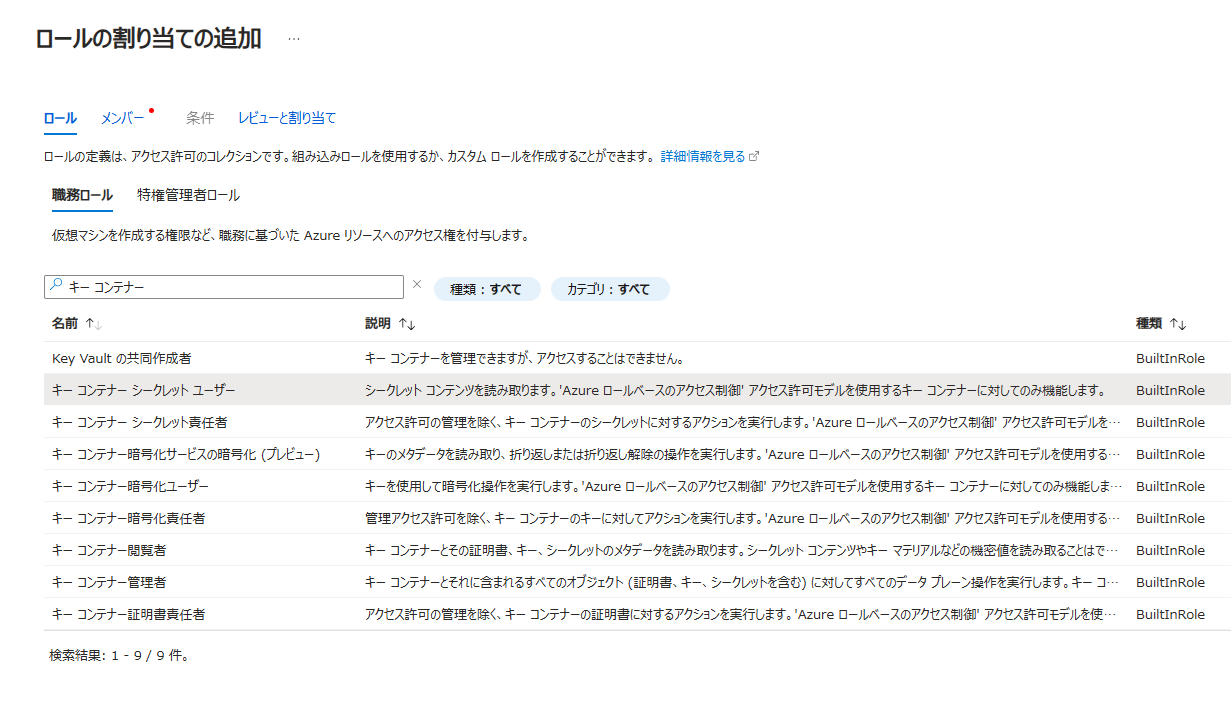 ロールの割り当ての追加 …
ロール メンバー 条件 レビューと割り当て
ロールの定義は、アクセス許可のコレクションです。組み込みロールを使用するか、カスタム ロールを作成することができます。 詳細情報を見る
職務ロール 特権管理者ロール
仮想マシンを作成する権限など、職務に基づいた Azure リソースへのアクセス権を付与します。
キー コンテナー × 種類 : すべて カテゴリ : すべて
名前 ↑↓ 説明 ↑↓ 種類 ↑↓
Key Vault の共同作成者 キー コンテナーを管理できますが、アクセスすることはできません。 BuiltInRole
キー コンテナー シークレット ユーザー シークレット コンテンツを読み取ります。'Azure ロールベースのアクセス制御' アクセス許可モデルを使用するキー コンテナーに対してのみ機能します。 BuiltInRole
キー コンテナー シークレット責任者 アクセス許可の管理を除く、キー コンテナーのシークレットに対するアクションを実行します。'Azure ロールベースのアクセス制御' アクセス許可モデルを… BuiltInRole
キー コンテナー暗号化サービスの暗号化 (プレビュー) キーのメタデータを読み取り、折り返しまたは折り返し解除の操作を実行します。'Azure ロールベースのアクセス制御' アクセス許可モデルを使用する… BuiltInRole
キー コンテナー暗号化ユーザー キーを使用して暗号化操作を実行します。'Azure ロールベースのアクセス制御' アクセス許可モデルを使用するキー コンテナーに対してのみ機能しま… BuiltInRole
キー コンテナー暗号化責任者 管理アクセス許可を除く、キー コンテナーのキーに対してアクションを実行します。'Azure ロールベースのアクセス制御' アクセス許可モデルを使用する… BuiltInRole
キー コンテナー閲覧者 キー コンテナーとその証明書、キー、シークレットのメタデータを読み取ります。シークレット コンテンツやキー マテリアルなどの機密値を読み取ることはで… BuiltInRole
キー コンテナー管理者 キー コンテナーとそれに含まれるすべてのオブジェクト (証明書、キー、シークレットを含む) に対してすべてのデータ プレーン操作を実行します。キー コ… BuiltInRole
キー コンテナー証明書責任者 アクセス許可の管理を除く、キー コンテナーの証明書に対するアクションを実行します。'Azure ロールベースのアクセス制御' アクセス許可モデルを使… BuiltInRole
検索結果: 1 - 9 / 9 件。